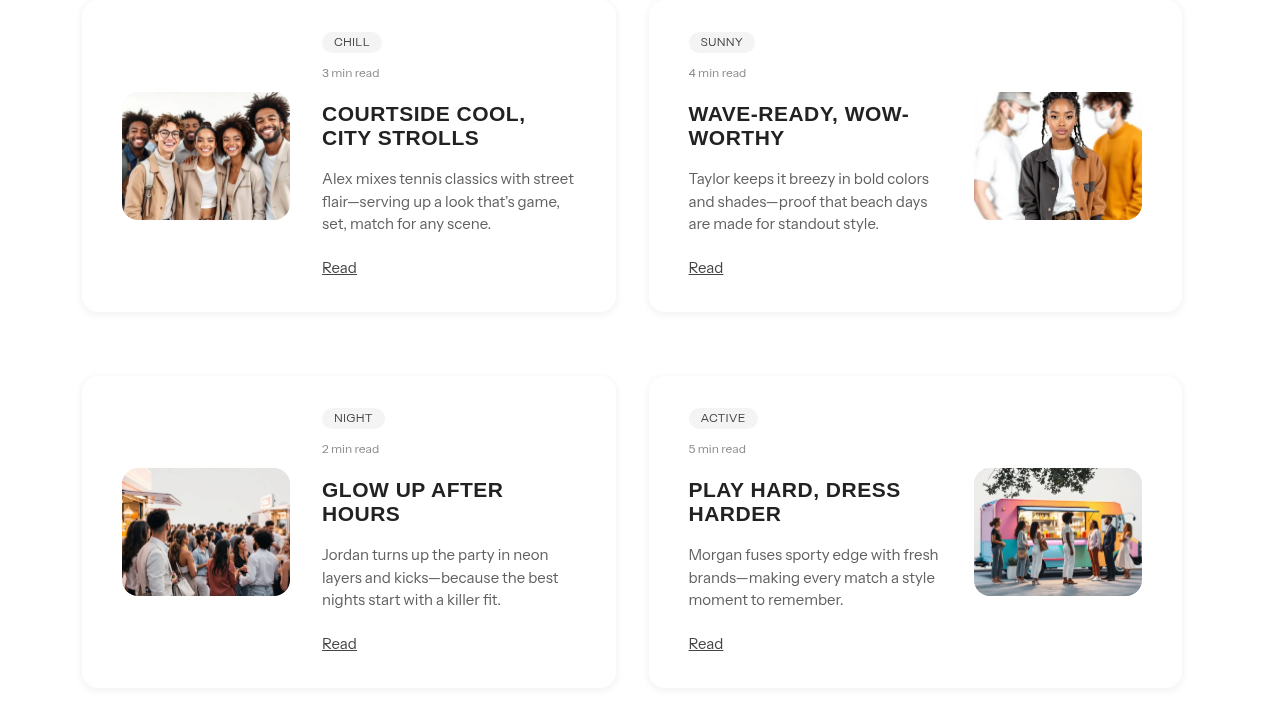 CHILL
3 min read
COURTSIDE COOL,
CITY STROLLS
Alex mixes tennis classics with street
flair—serving up a look that's game,
set, match for any scene.
Read
SUNNY
4 min read
WAVE-READY, WOW-
WORTHY
Taylor keeps it breezy in bold colors
and shades—proof that beach days
are made for standout style.
Read
NIGHT
2 min read
GLOW UP AFTER
HOURS
Jordan turns up the party in neon
layers and kicks—because the best
nights start with a killer fit.
Read
ACTIVE
5 min read
PLAY HARD, DRESS
HARDER
Morgan fuses sporty edge with fresh
brands—making every match a style
moment to remember.
Read